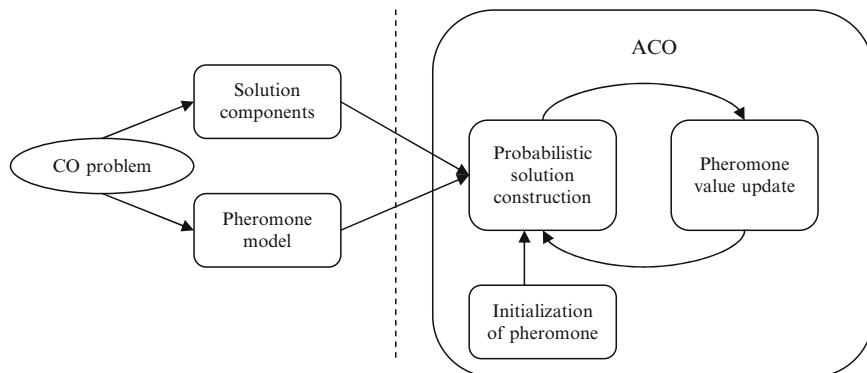 ACO
Solution
components
CO problem
Pheromone
model
Probabilistic
solution
construction
Pheromone
value update
Initialization
of pheromone